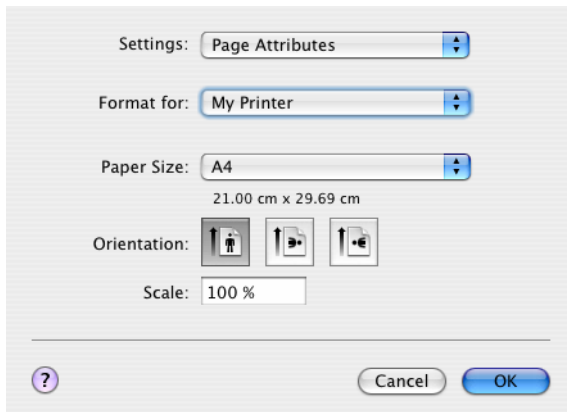 Settings: Page Attributes
Format for: My Printer
Paper Size: A4
21.00 cm x 29.69 cm
Orientation:
Scale: 100 %
?
Cancel OK